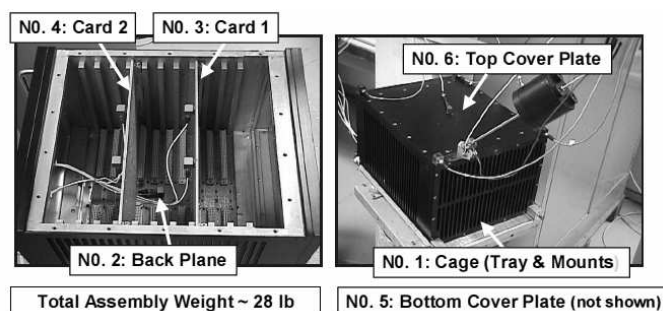 N0. 4: Card 2
N0. 3: Card 1
N0. 6: Top Cover Plate
N0. 2: Back Plane
N0. 1: Cage (Tray & Mounts)
Total Assembly Weight ~ 28 lb
N0. 5: Bottom Cover Plate (not shown)